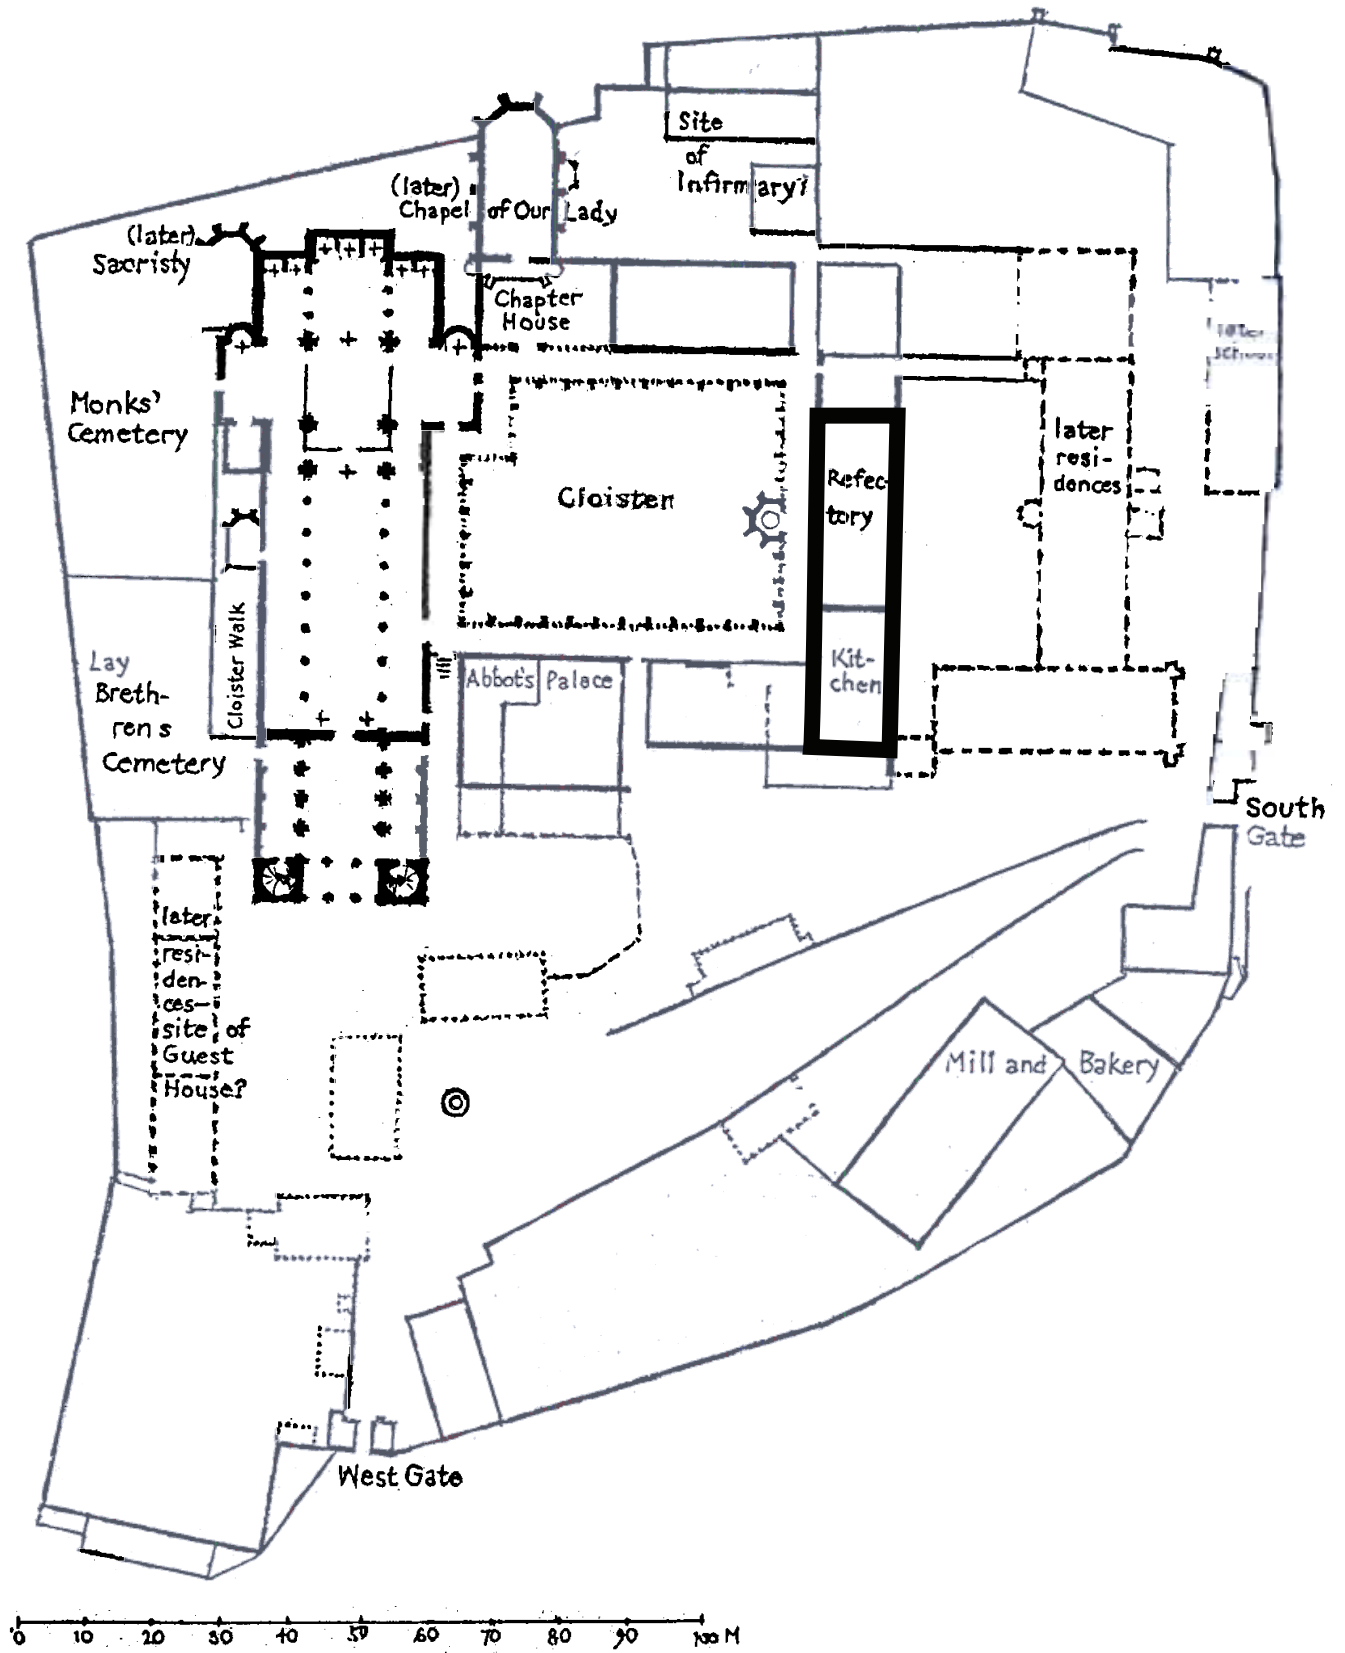 Site
of
Infirmary?
(later)
Chapel of Our Lady
(later)
Sacristy
Chapter
House
Monks'
Cemetery
later
resi-
dences
Cloister
Refec-
tory
Cloister Walk
Lay
Breth-
rens
Cemetery
Abbot's Palace
Kit-
chen
South
Gate
later
resi-
den-
ces-
site of
Guest
House?
Mill and Bakery
West Gate
0 10 20 30 40 50 60 70 80 90 100 M